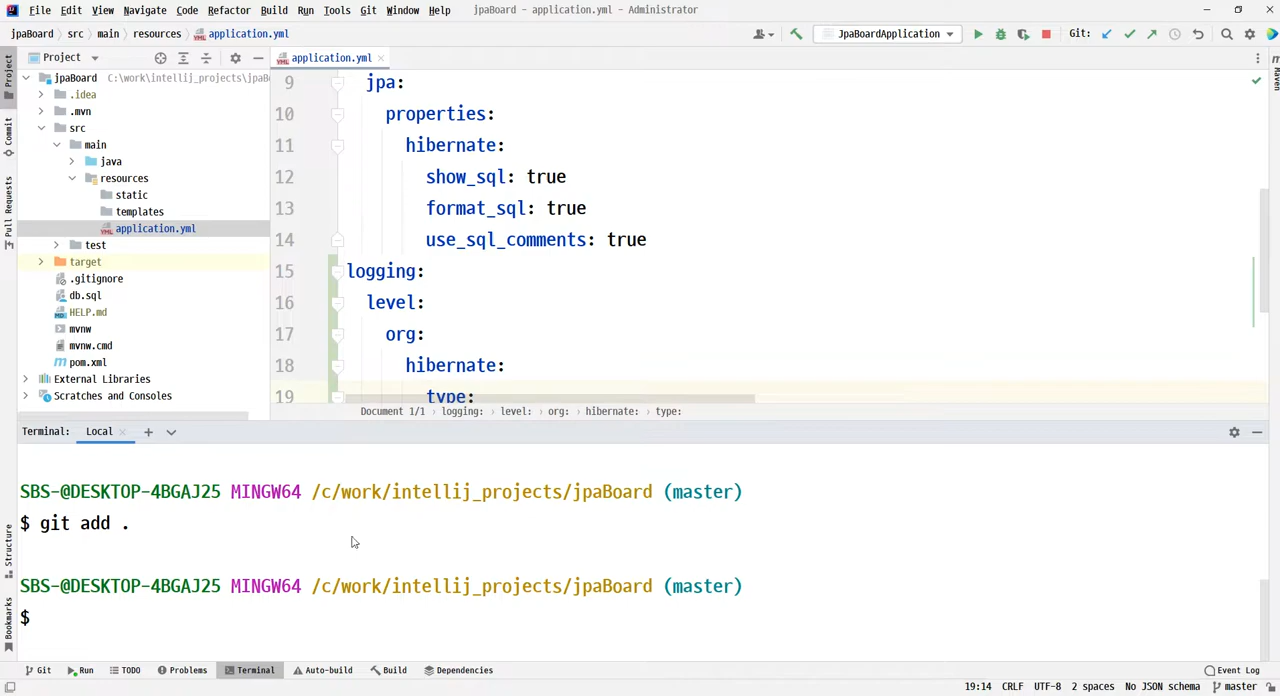 File Edit View Navigate Code Refactor Build Run Tools Git Window Help jpaBoard - application.yml - Administrator
jpaBoard src main resources application.yml JpaBoardApplication Git:
Project
application.yml
jpaBoard C:\work\intellij_projects\jpaB
.idea
.mvn
src
main
java
resources
static
templates
application.yml
test
target
.gitignore
db.sql
HELP.md
mvnw
mvnw.cmd
pom.xml
External Libraries
Scratches and Consoles
Project
Commit
Pull Requests
Structure
Bookmarks
Maven
9 jpa:
10 properties:
11 hibernate:
12 show_sql: true
13 format_sql: true
14 use_sql_comments: true
15 logging:
16 level:
17 org:
18 hibernate:
19 type:
Document 1/1 › logging: › level: › org: › hibernate: › type:
Terminal: Local
SBS-@DESKTOP-4BGAJ25 MINGW64 /c/work/intellij_projects/jpaBoard (master)
$ git add .
SBS-@DESKTOP-4BGAJ25 MINGW64 /c/work/intellij_projects/jpaBoard (master)
$
Git Run TODO Problems Terminal Auto-build Build Dependencies Event Log
19:14 CRLF UTF-8 2 spaces No JSON schema master